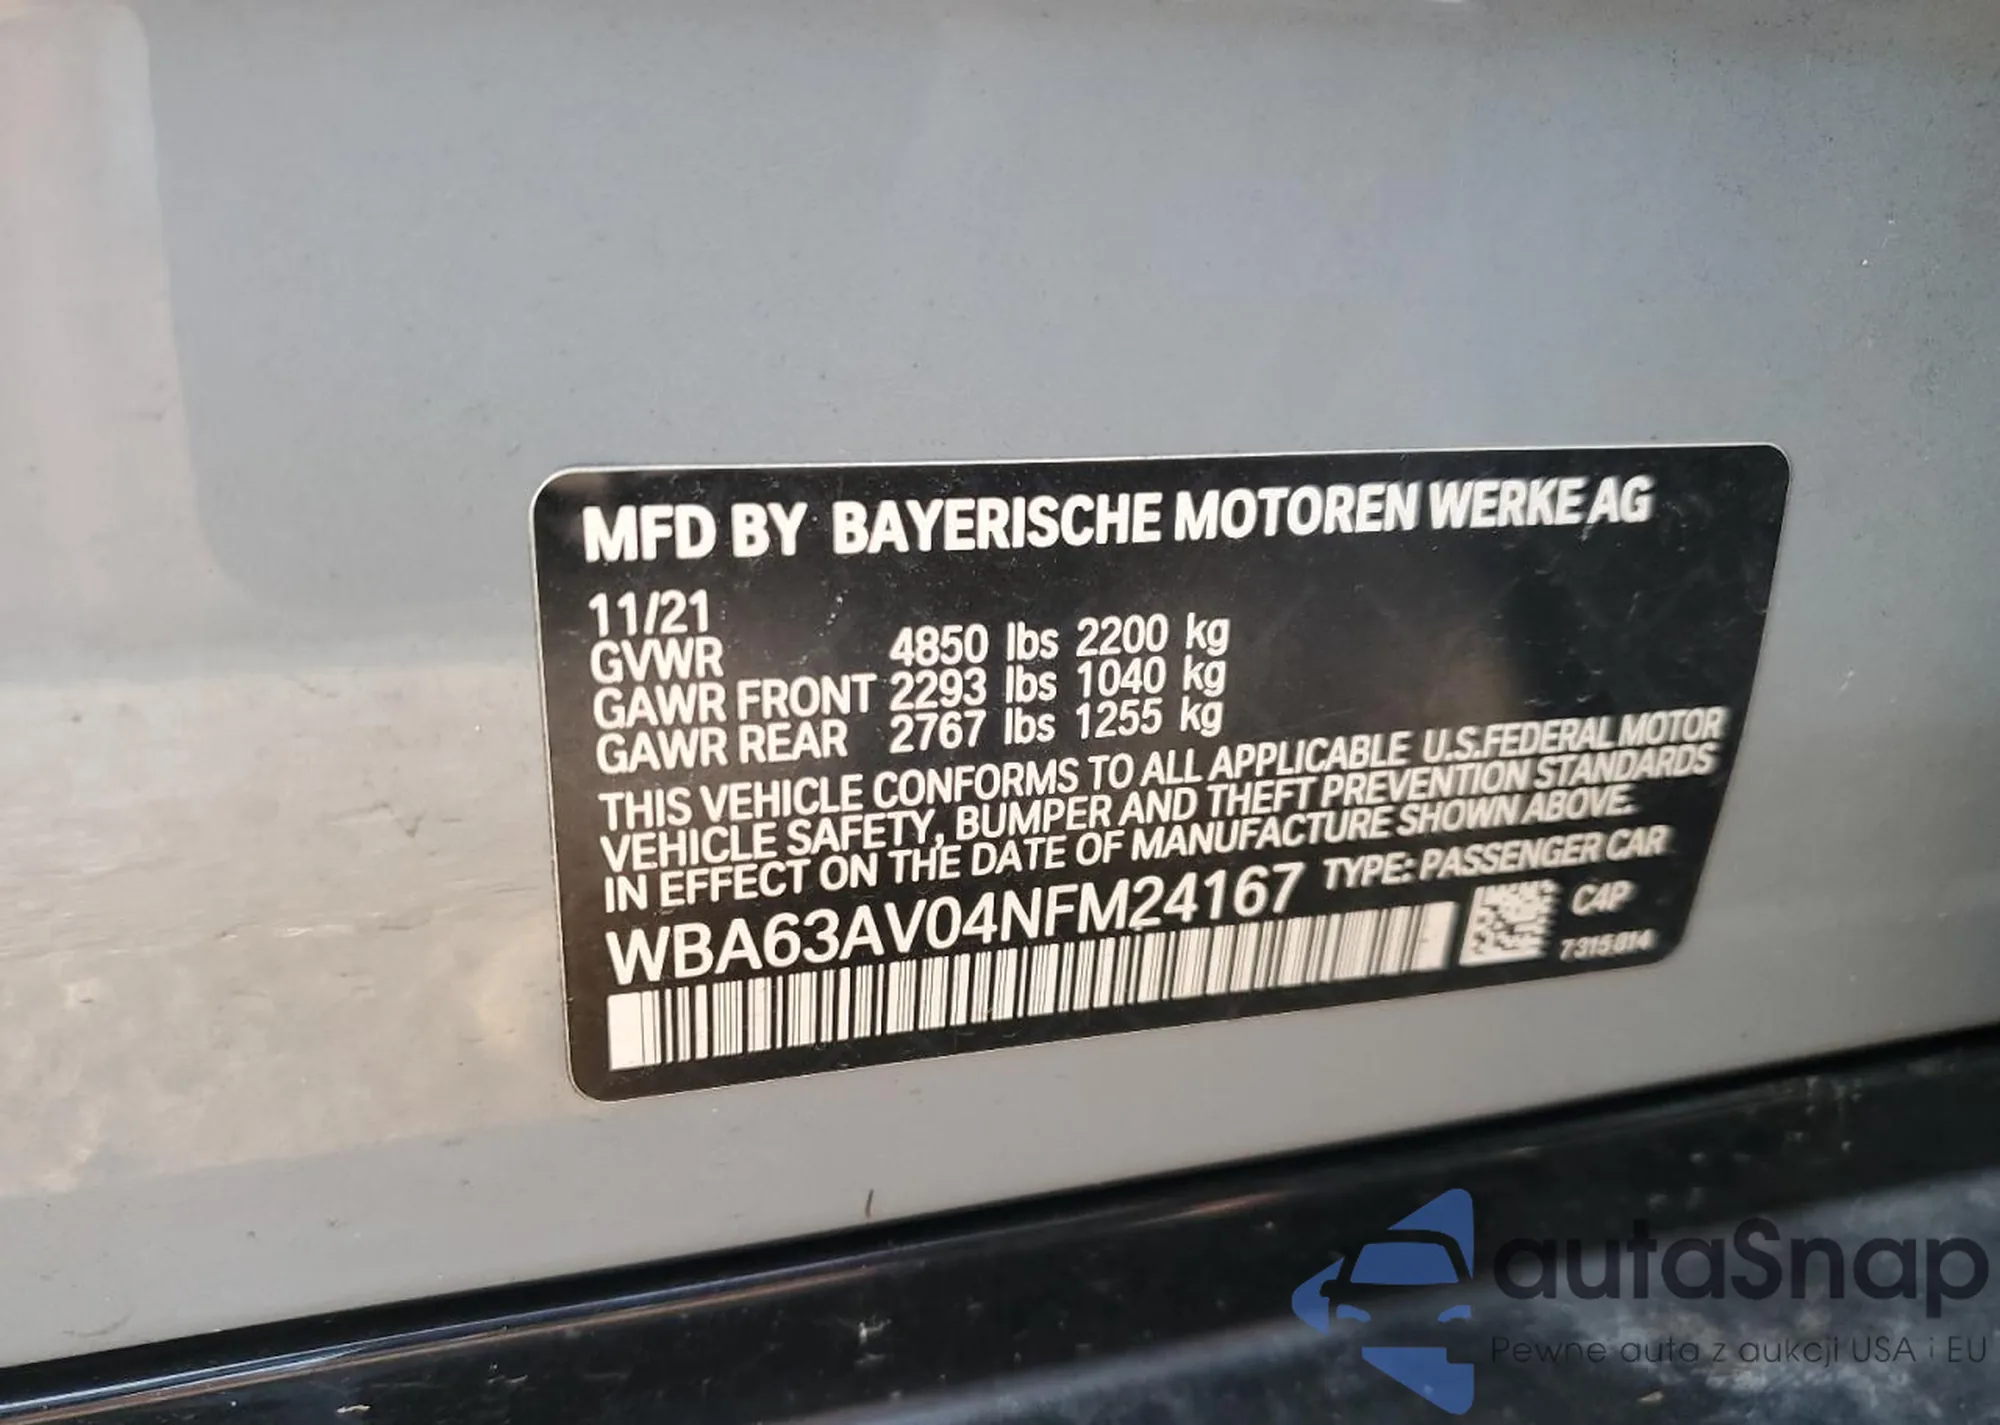 MFD BY BAYERISCHE MOTOREN WERKE AG
11/21
GVWR 4850 lbs 2200 kg
GAWR FRONT 2293 lbs 1040 kg
GAWR REAR 2767 lbs 1255 kg
THIS VEHICLE CONFORMS TO ALL APPLICABLE U.S.FEDERAL MOTOR
VEHICLE SAFETY, BUMPER AND THEFT PREVENTION STANDARDS
IN EFFECT ON THE DATE OF MANUFACTURE SHOWN ABOVE.
WBA63AV04NFM24167 TYPE: PASSENGER CAR
C4P
7315814
autaSnap
Pewne auta z aukcji USA i EU